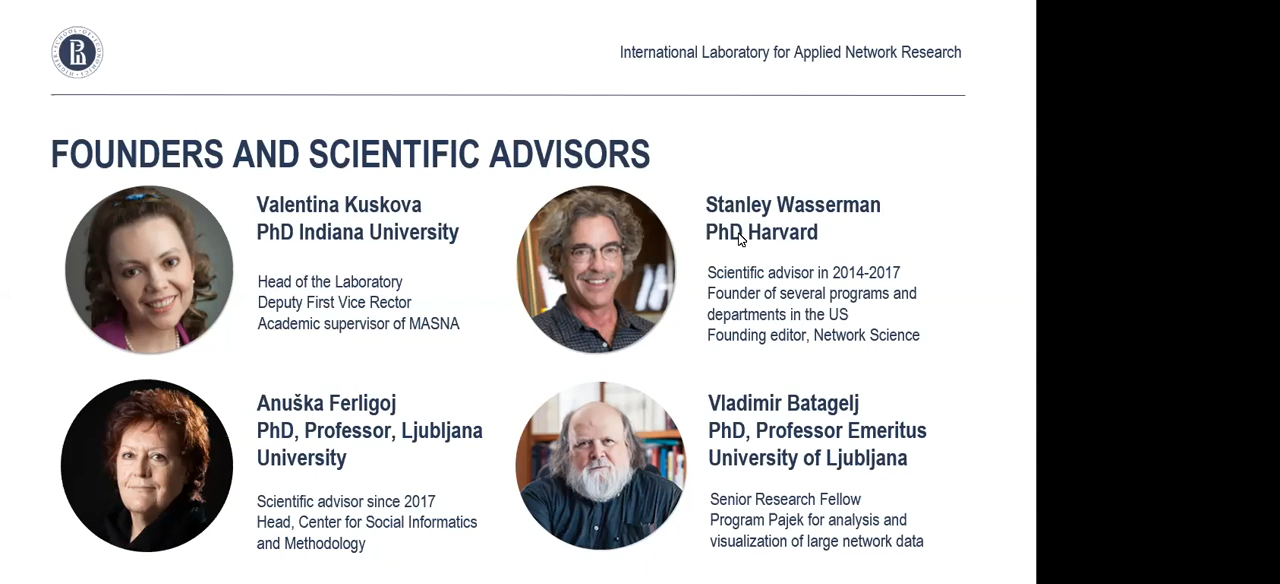 International Laboratory for Applied Network Research
FOUNDERS AND SCIENTIFIC ADVISORS
Valentina Kuskova
PhD Indiana University
Head of the Laboratory
Deputy First Vice Rector
Academic supervisor of MASNA
Stanley Wasserman
PhD Harvard
Scientific advisor in 2014-2017
Founder of several programs and
departments in the US
Founding editor, Network Science
Anuška Ferligoj
PhD, Professor, Ljubljana
University
Scientific advisor since 2017
Head, Center for Social Informatics
and Methodology
Vladimir Batagelj
PhD, Professor Emeritus
University of Ljubljana
Senior Research Fellow
Program Pajek for analysis and
visualization of large network data